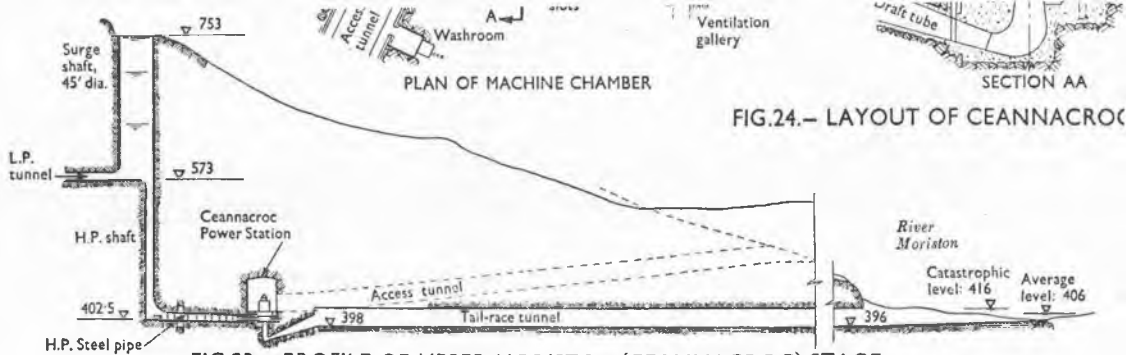 753
Surge
shaft,
45' dia.
L.P.
tunnel
573
H.P. shaft
Ceannacroc
Power Station
402·5
H.P. Steel pipe
Access tunnel
398
Tail-race tunnel
396
River
Moriston
Catastrophic
level: 416
Average
level: 406
Access
tunnel
A
Washroom
Ventilation
gallery
PLAN OF MACHINE CHAMBER
Draft tube
SECTION AA
FIG.24.— LAYOUT OF CEANNACROC